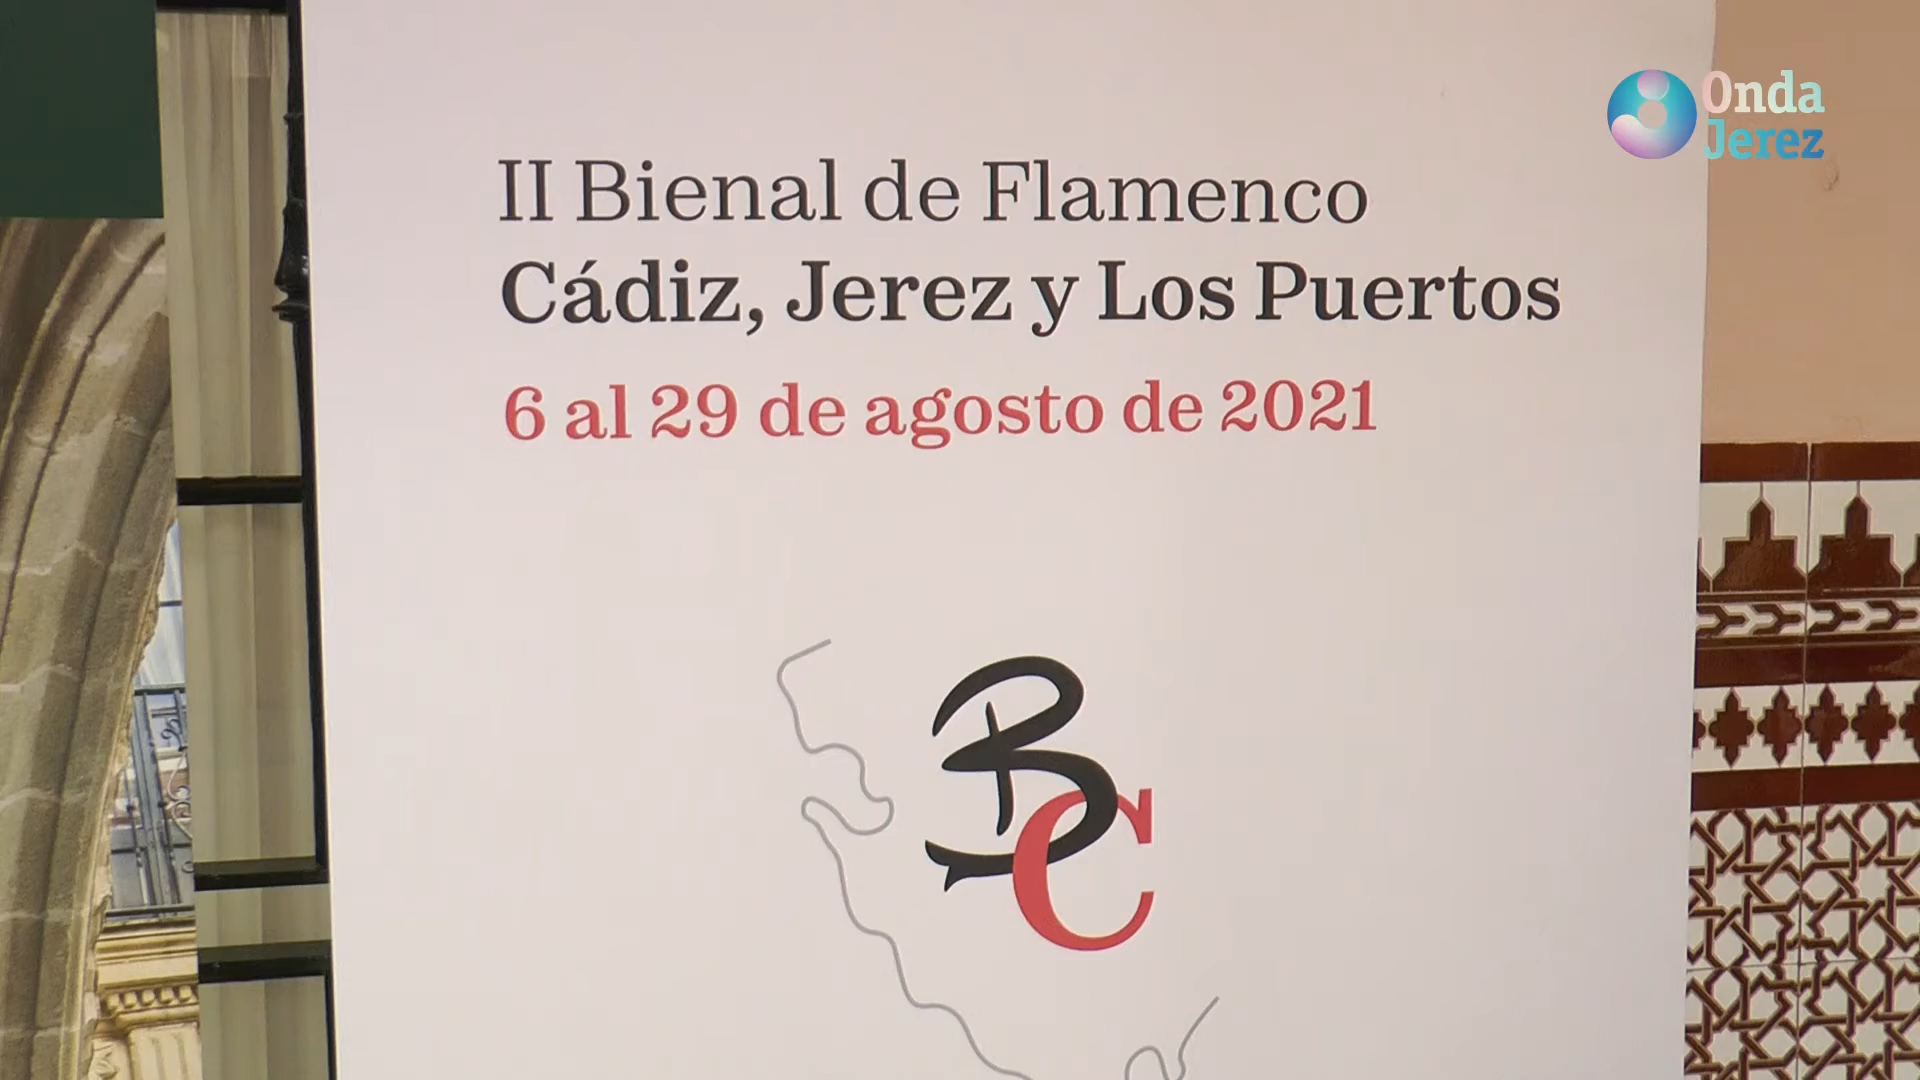 Onda
Jerez
II Bienal de Flamenco
Cádiz, Jerez y Los Puertos
6 al 29 de agosto de 2021
BC